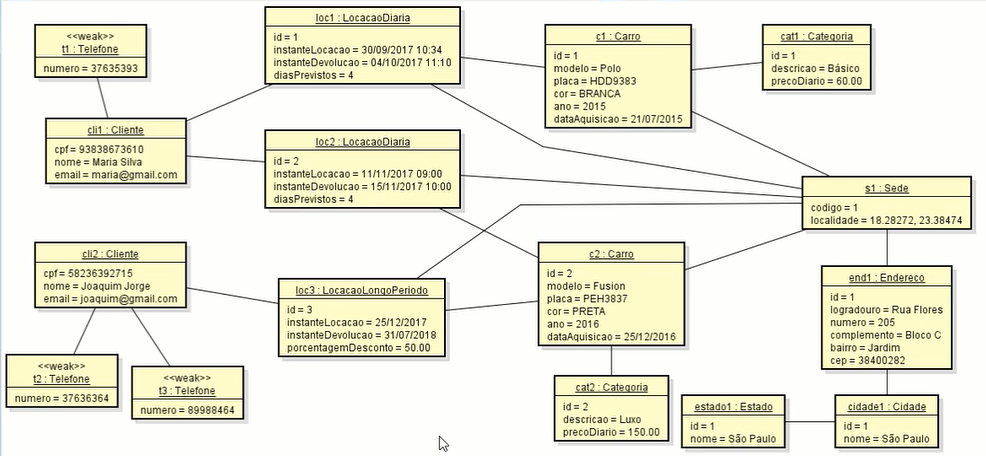 <<weak>>
t1 : Telefone
numero = 37635393
cli1 : Cliente
cpf = 93838673610
nome = Maria Silva
email = maria@gmail.com
loc1 : LocacaoDiaria
id = 1
instanteLocacao = 30/09/2017 10:34
instanteDevolucao = 04/10/2017 11:10
diasPrevistos = 4
c1 : Carro
id = 1
modelo = Polo
placa = HDD9383
cor = BRANCA
ano = 2015
dataAquisicao = 21/07/2015
cat1 : Categoria
id = 1
descricao = Básico
precoDiario = 60.00
loc2 : LocacaoDiaria
id = 2
instanteLocacao = 11/11/2017 09:00
instanteDevolucao = 15/11/2017 10:00
diasPrevistos = 4
s1 : Sede
codigo = 1
localidade = 18.28272, 23.38474
cli2 : Cliente
cpf = 58236392715
nome = Joaquim Jorge
email = joaquim@gmail.com
loc3 : LocacaoLongoPeriodo
id = 3
instanteLocacao = 25/12/2017
instanteDevolucao = 31/07/2018
porcentagemDesconto = 50.00
c2 : Carro
id = 2
modelo = Fusion
placa = PEH3837
cor = PRETA
ano = 2016
dataAquisicao = 25/12/2016
end1 : Endereco
id = 1
logradouro = Rua Flores
numero = 205
complemento = Bloco C
bairro = Jardim
cep = 38400282
<<weak>>
t2 : Telefone
numero = 37636364
<<weak>>
t3 : Telefone
numero = 89988464
cat2 : Categoria
id = 2
descricao = Luxo
precoDiario = 150.00
estado1 : Estado
id = 1
nome = São Paulo
cidade1 : Cidade
id = 1
nome = São Paulo